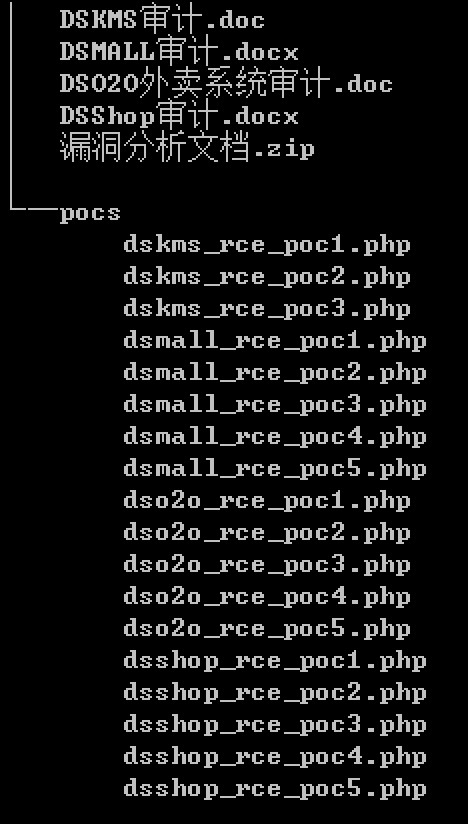 DSKMS审计.doc
DSMALL审计.docx
DSO2O外卖系统审计.doc
DSShop审计.docx
漏洞分析文档.zip
pocs
dskms_rce_poc1.php
dskms_rce_poc2.php
dskms_rce_poc3.php
dsmall_rce_poc1.php
dsmall_rce_poc2.php
dsmall_rce_poc3.php
dsmall_rce_poc4.php
dsmall_rce_poc5.php
dso2o_rce_poc1.php
dso2o_rce_poc2.php
dso2o_rce_poc3.php
dso2o_rce_poc4.php
dso2o_rce_poc5.php
dsshop_rce_poc1.php
dsshop_rce_poc2.php
dsshop_rce_poc3.php
dsshop_rce_poc4.php
dsshop_rce_poc5.php